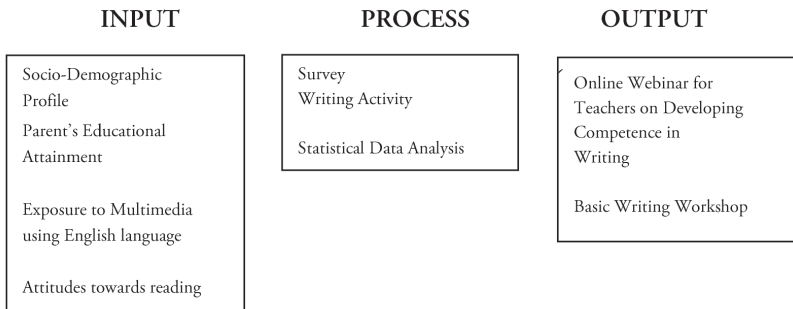 INPUT
PROCESS
OUTPUT
Socio-Demographic
Profile
Parent's Educational
Attainment
Exposure to Multimedia
using English language
Attitudes towards reading
Survey
Writing Activity
Statistical Data Analysis
Online Webinar for
Teachers on Developing
Competence in
Writing
Basic Writing Workshop